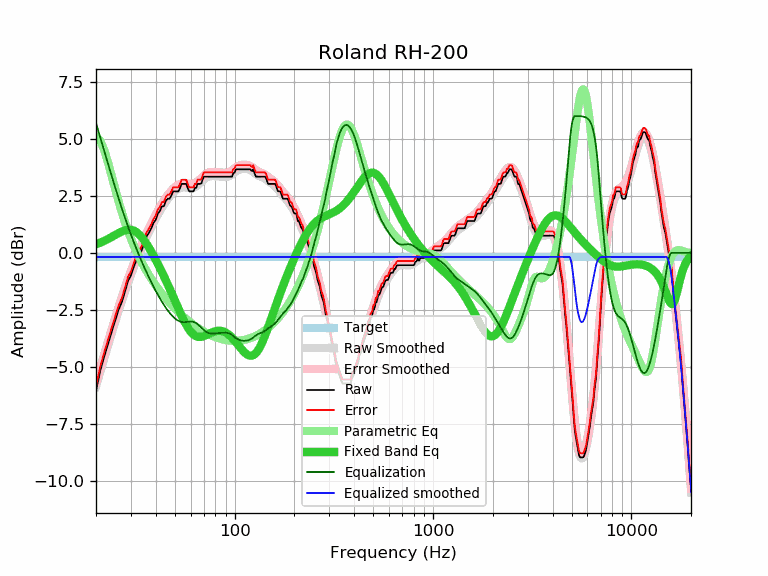 Roland RH-200
7.5
5.0
2.5
0.0
−2.5
−5.0
−7.5
−10.0
Amplitude (dBr)
Target
Raw Smoothed
Error Smoothed
Raw
Error
Parametric Eq
Fixed Band Eq
Equalization
Equalized smoothed
100
1000
10000
Frequency (Hz)